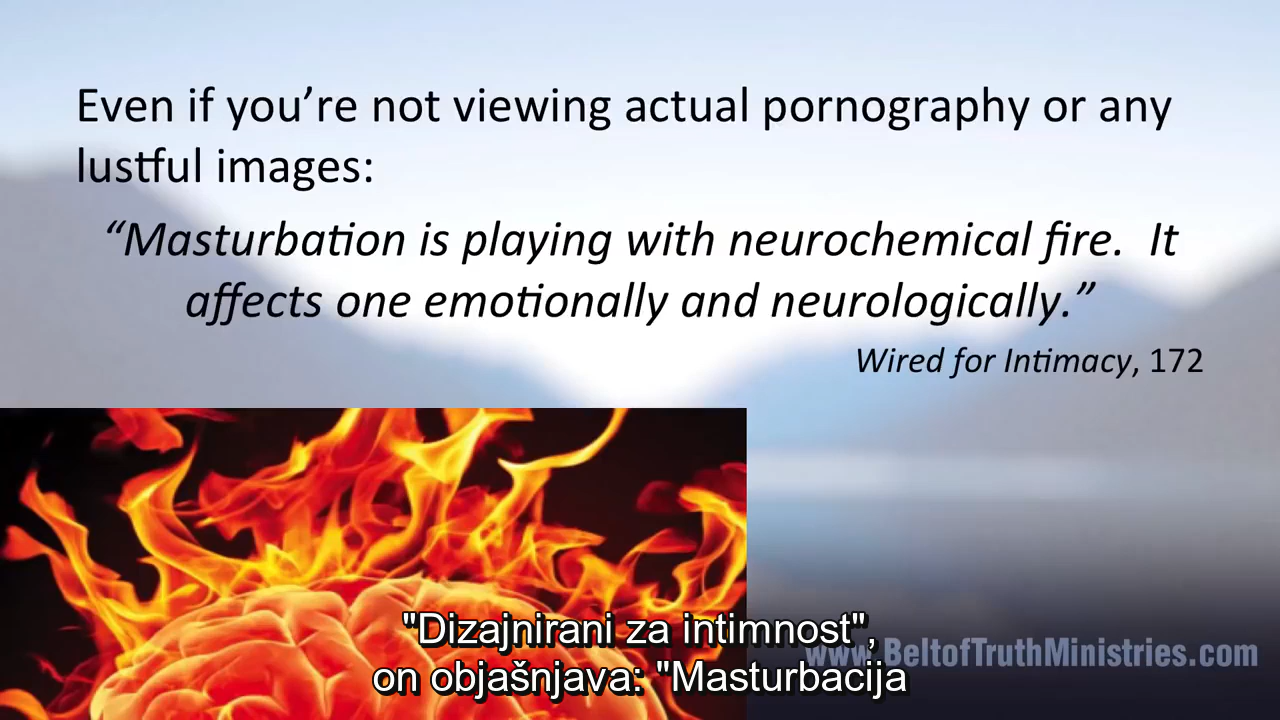 Even if you’re not viewing actual pornography or any
lustful images:
“Masturbation is playing with neurochemical fire.  It
affects one emotionally and neurologically.”
Wired for Intimacy, 172
"Dizajnirani za intimnost",
on objašnjava: "Masturbacija
www.BeltofTruthMinistries.com